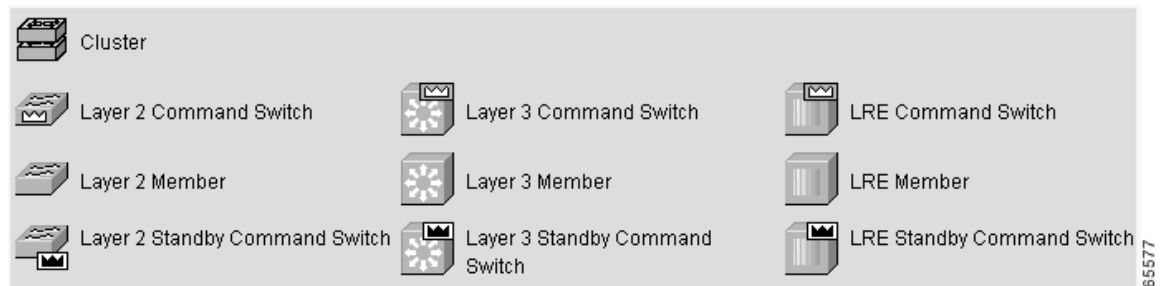 Cluster
Layer 2 Command Switch
Layer 3 Command Switch
LRE Command Switch
Layer 2 Member
Layer 3 Member
LRE Member
Layer 2 Standby Command Switch
Layer 3 Standby Command
Switch
LRE Standby Command Switch
65577